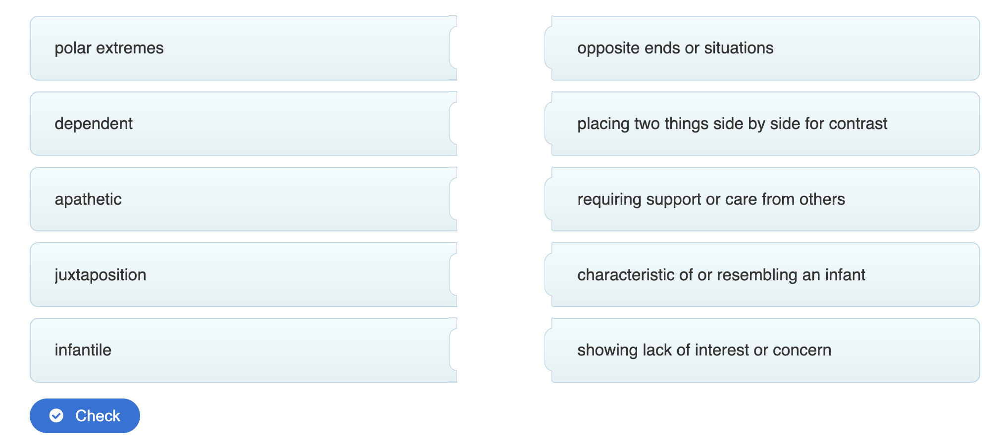 polar extremes
opposite ends or situations
dependent
placing two things side by side for contrast
apathetic
requiring support or care from others
juxtaposition
characteristic of or resembling an infant
infantile
showing lack of interest or concern
Check